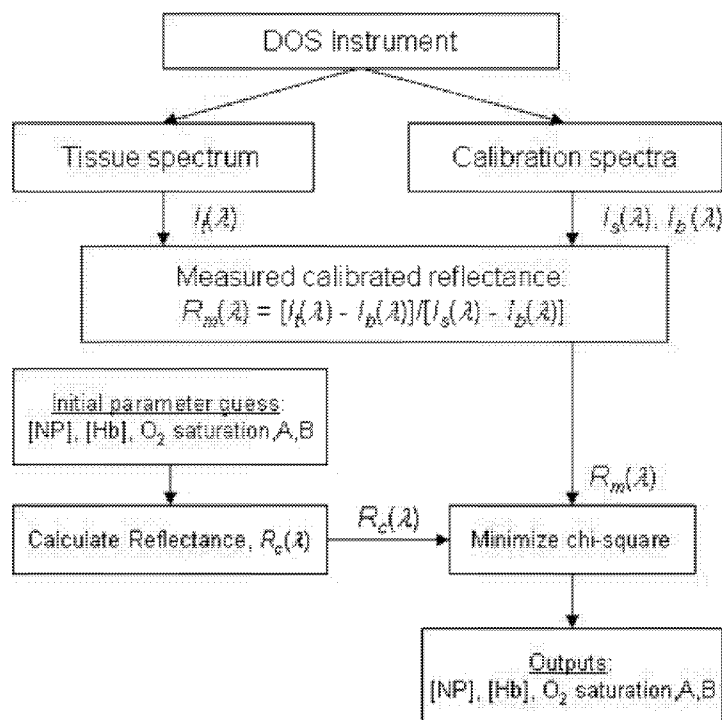 DOS Instrument
Tissue spectrum
Calibration spectra
I_t(λ)
I_s(λ), I_b(λ)
Measured calibrated reflectance:
R_m(λ) = [I_t(λ) - I_b(λ)]/[I_s(λ) - I_b(λ)]
Initial parameter guess:
[NP], [Hb], O₂ saturation,A,B
R_m(λ)
Calculate Reflectance, R_c(λ)
R_c(λ)
Minimize chi-square
Outputs:
[NP], [Hb], O₂ saturation,A,B